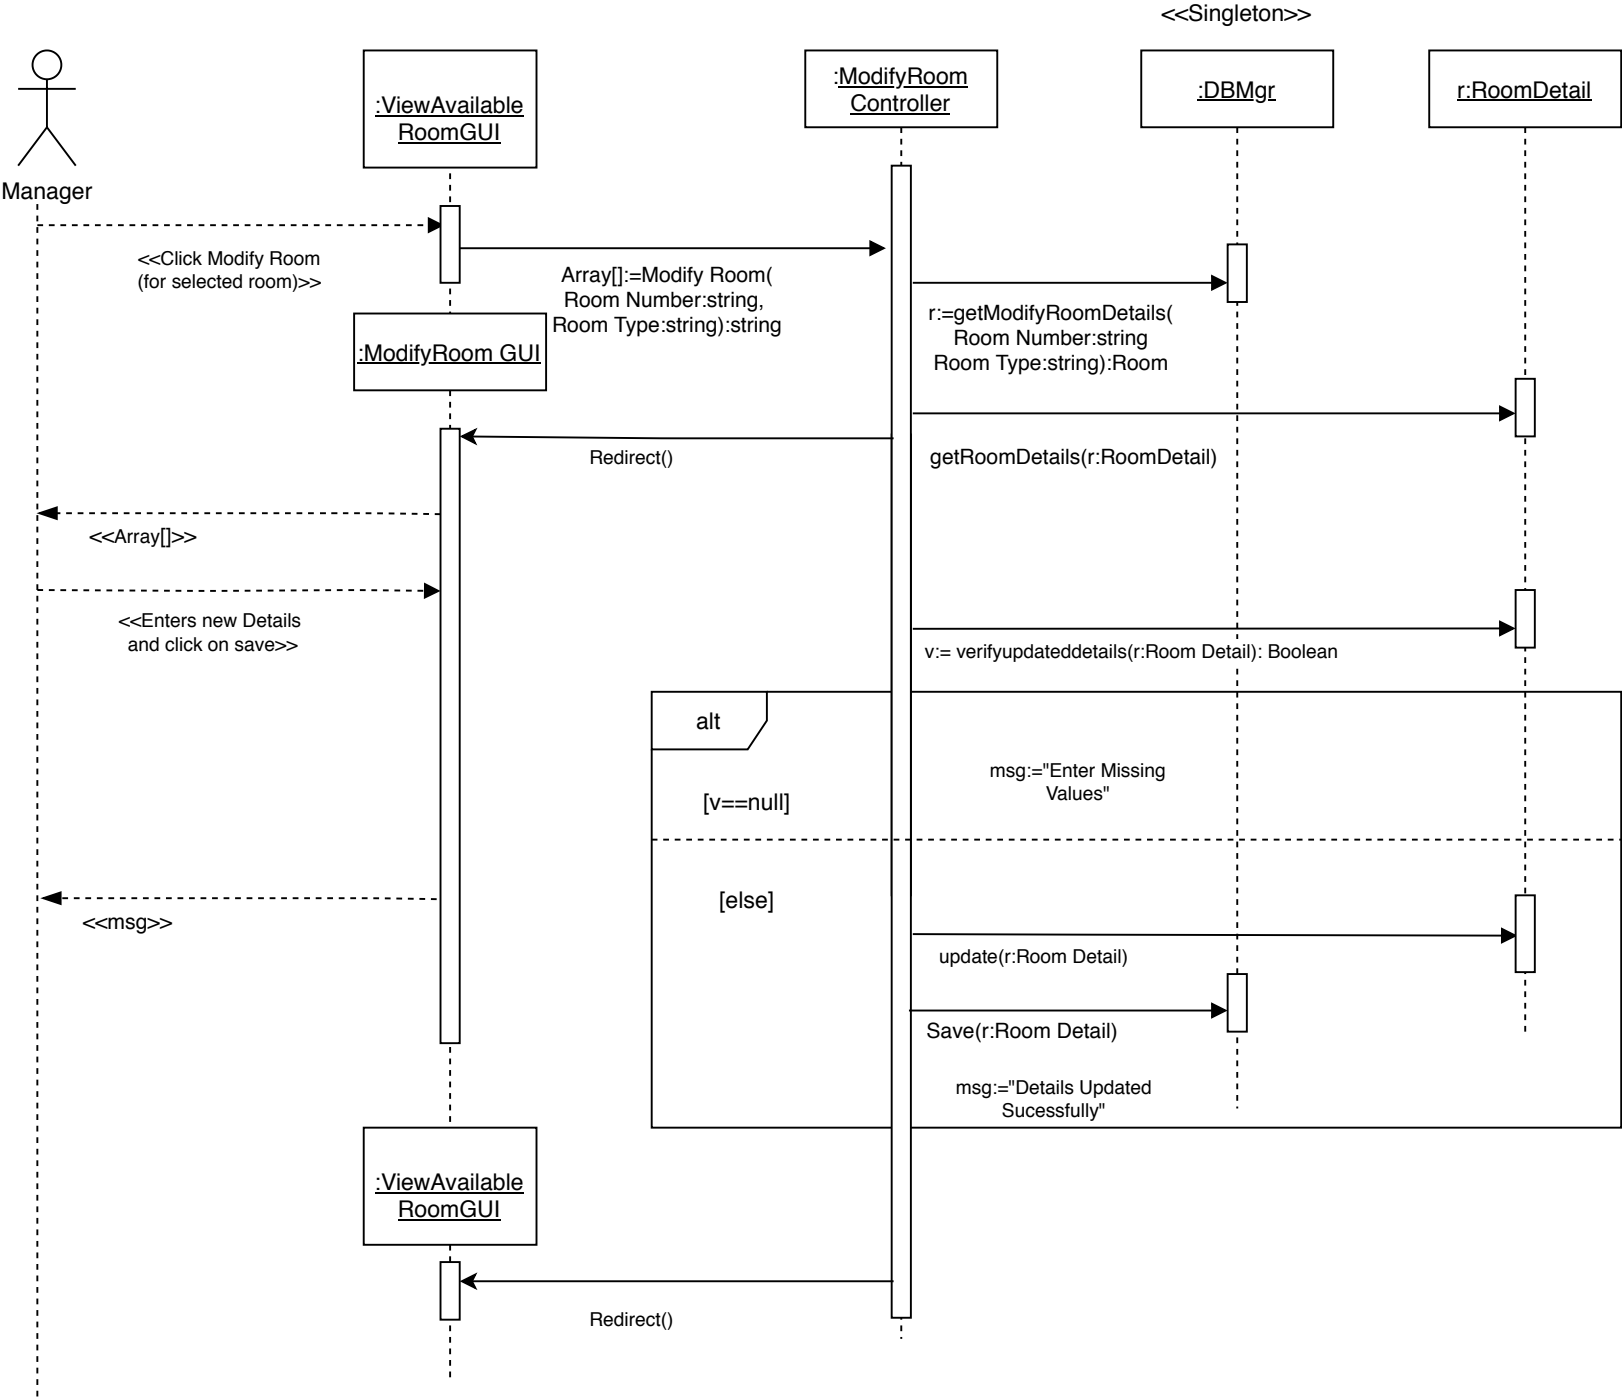 <<Singleton>>
:ViewAvailable
RoomGUI
:ModifyRoom
Controller
:DBMgr
r:RoomDetail
Manager
<<Click Modify Room
(for selected room)>>
Array[]:=Modify Room(
Room Number:string,
Room Type:string):string
r:=getModifyRoomDetails(
Room Number:string
Room Type:string):Room
:ModifyRoom GUI
Redirect()
getRoomDetails(r:RoomDetail)
<<Array[]>>
<<Enters new Details
and click on save>>
v:= verifyupdateddetails(r:Room Detail): Boolean
alt
msg:="Enter Missing
Values"
[v==null]
[else]
<<msg>>
update(r:Room Detail)
Save(r:Room Detail)
msg:="Details Updated
Sucessfully"
:ViewAvailable
RoomGUI
Redirect()